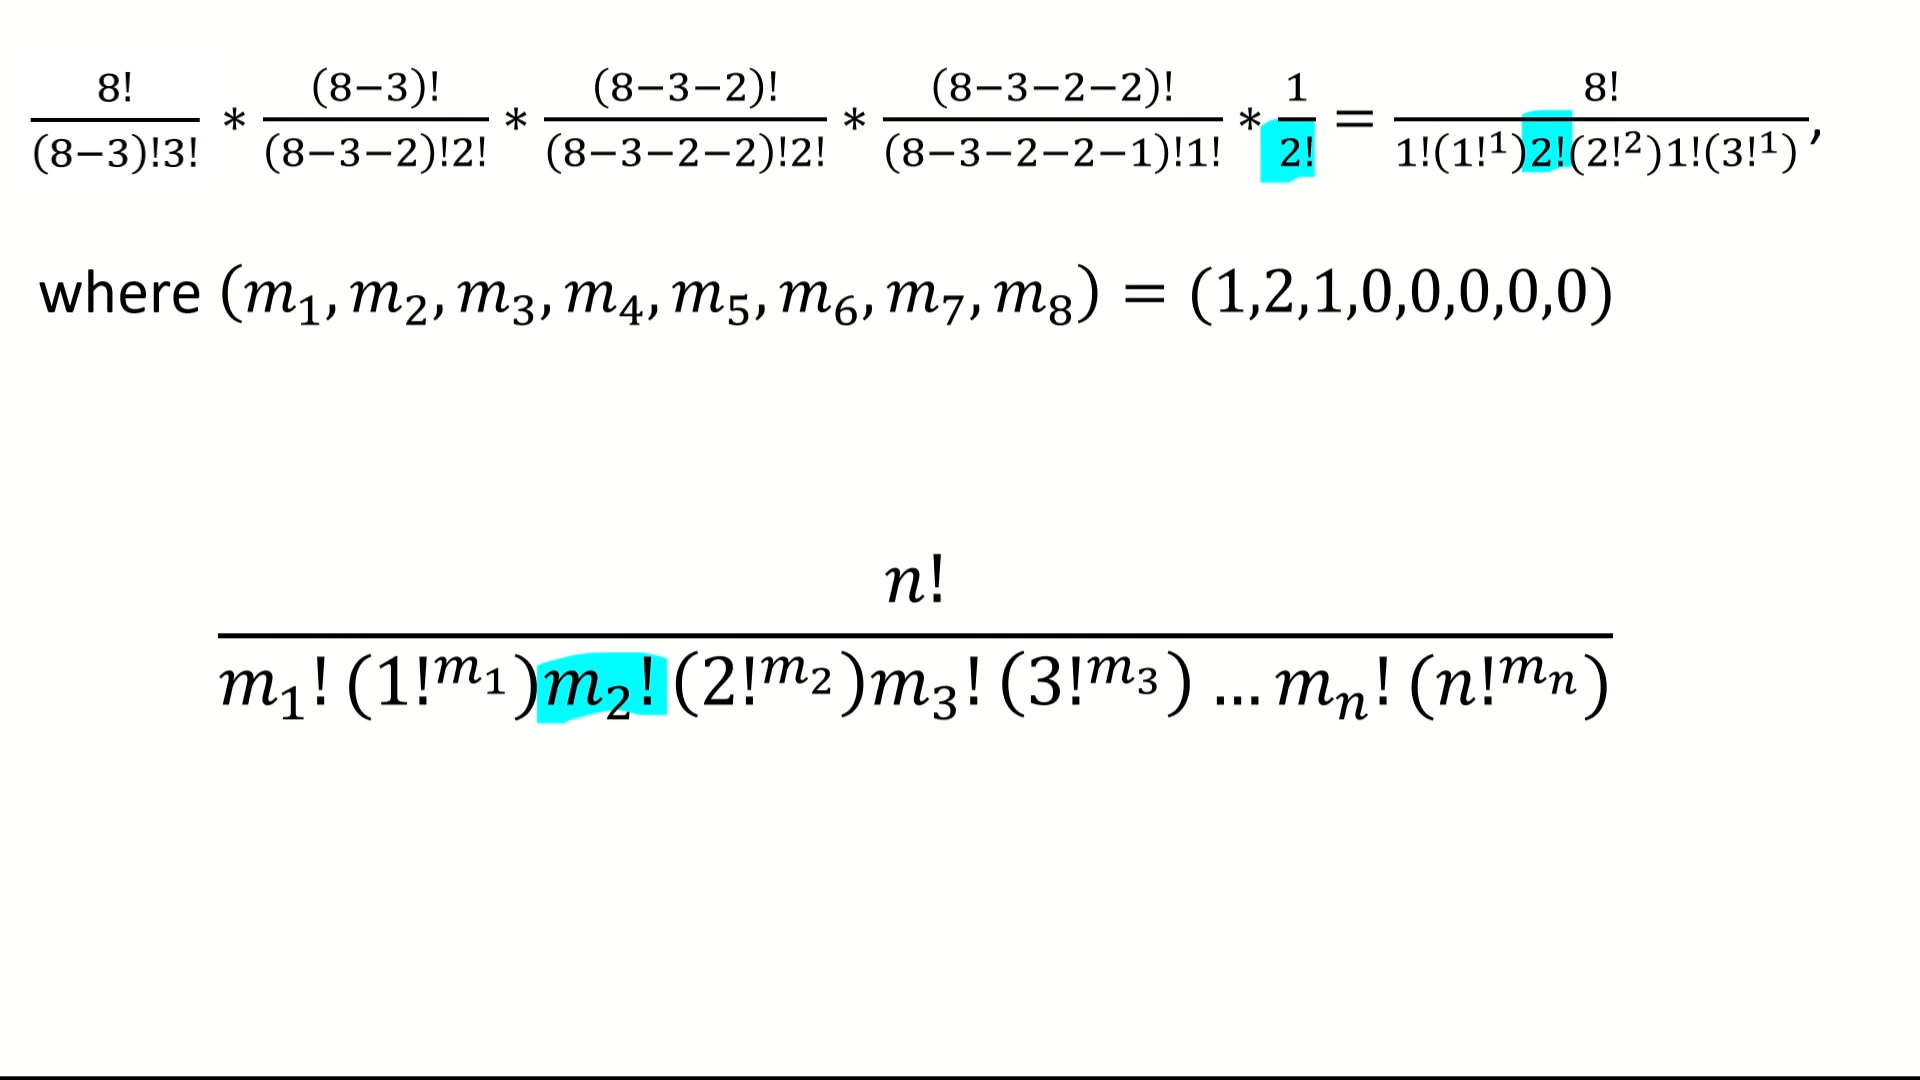 8!/((8−3)!3!) * (8−3)!/((8−3−2)!2!) * (8−3−2)!/((8−3−2−2)!2!) * (8−3−2−2)!/((8−3−2−2−1)!1!) * 1/2! = 8!/(1!(1!¹)2!(2!²)1!(3!¹)),
where (m₁, m₂, m₃, m₄, m₅, m₆, m₇, m₈) = (1,2,1,0,0,0,0,0)
n!
m₁! (1!^m₁)m₂! (2!^m₂)m₃! (3!^m₃) … mₙ! (n!^mₙ)